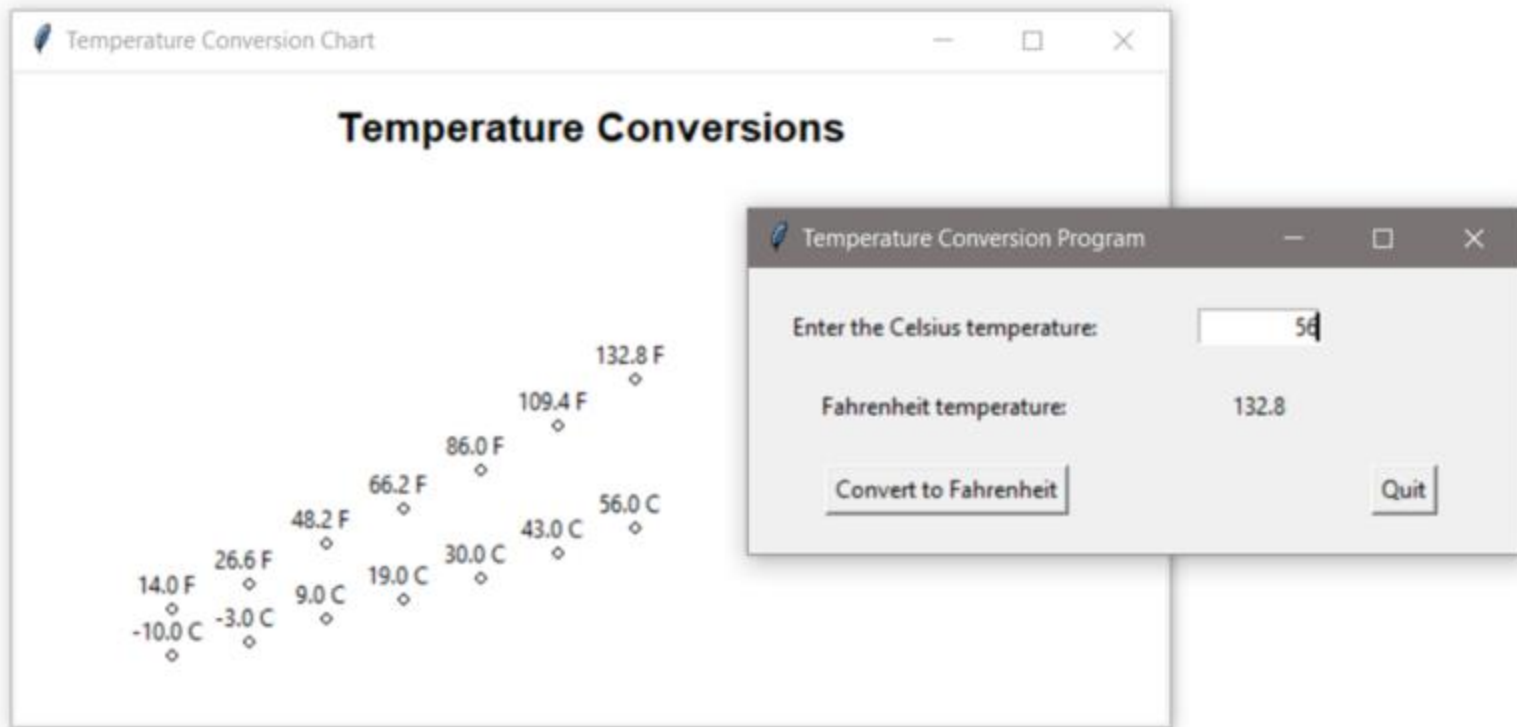 Temperature Conversion Chart
Temperature Conversions
132.8 F
109.4 F
86.0 F
66.2 F
48.2 F
26.6 F
14.0 F
56.0 C
43.0 C
30.0 C
19.0 C
9.0 C
-3.0 C
-10.0 C
Temperature Conversion Program
Enter the Celsius temperature: 56
Fahrenheit temperature: 132.8
Convert to Fahrenheit Quit